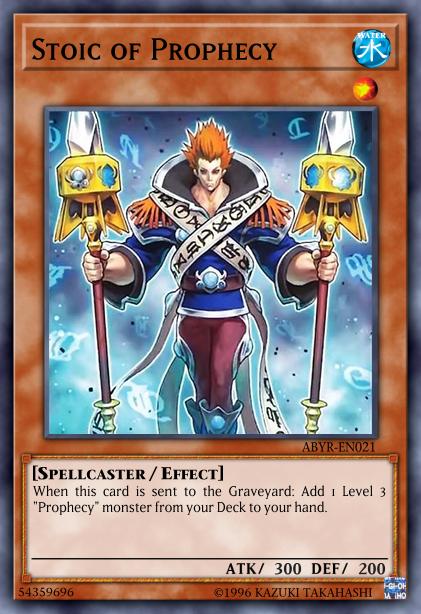 Stoic of Prophecy
WATER
水
ABYR-EN021
[Spellcaster / Effect]
When this card is sent to the Graveyard: Add 1 Level 3
"Prophecy" monster from your Deck to your hand.
ATK/ 300 DEF/ 200
54359696
©1996 KAZUKI TAKAHASHI